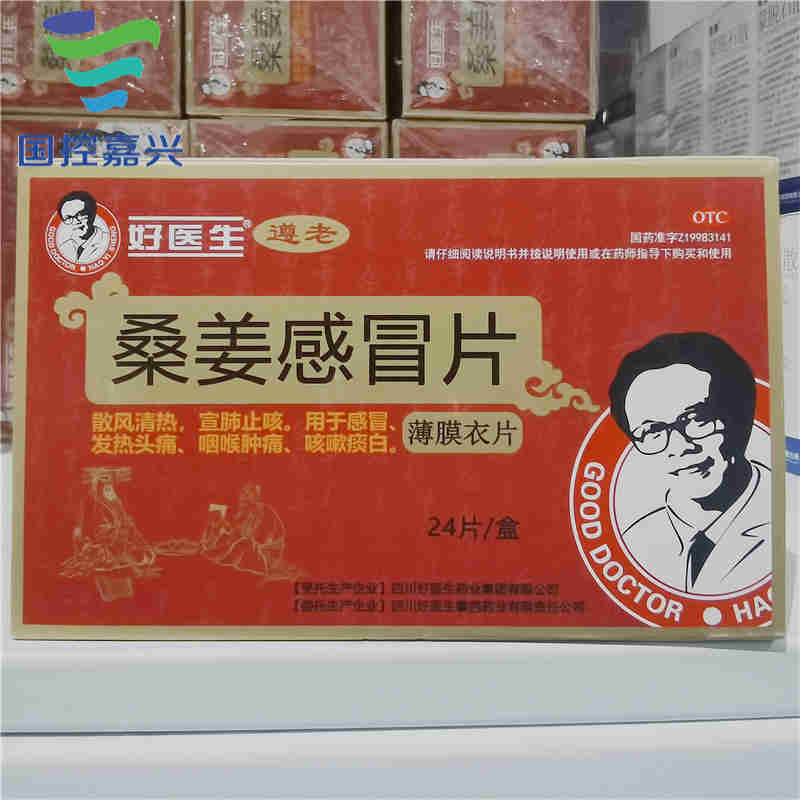 国控嘉兴
好医生
桑姜
GOOD DOCTOR
HAO YI SHENG
好医生®
遵老
OTC
国药准字Z19983141
请仔细阅读说明书并按说明使用或在药师指导下购买和使用
桑姜感冒片
散风清热，宣肺止咳。用于感冒、
发热头痛、咽喉肿痛、咳嗽痰白。
薄膜衣片
24片/盒
【受托生产企业】四川好医生药业集团有限公司
【委托生产企业】四川好医生攀西药业有限责任公司
GOOD DOCTOR
HAO